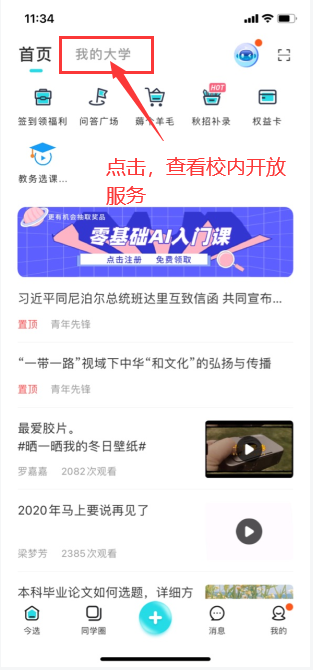 11:34
首页 我的大学
HOT
签到领福利 问答广场 薅个羊毛 秋招补录 权益卡
点击，查看校内开放
服务
教务选课...
更有机会抽取奖品
零基础AI入门课
点击注册 免费领取
习近平同尼泊尔总统班达里互致信函 共同宣布...
置顶 青年先锋
“一带一路”视域下中华“和文化”的弘扬与传播
置顶 青年先锋
最爱胶片。
#晒一晒我的冬日壁纸#
罗嘉嘉 2082次观看
2020年马上要说再见了
梁梦芳 2385次观看
本科毕业论文如何选题，详细方
今选 同学圈 消息 我的